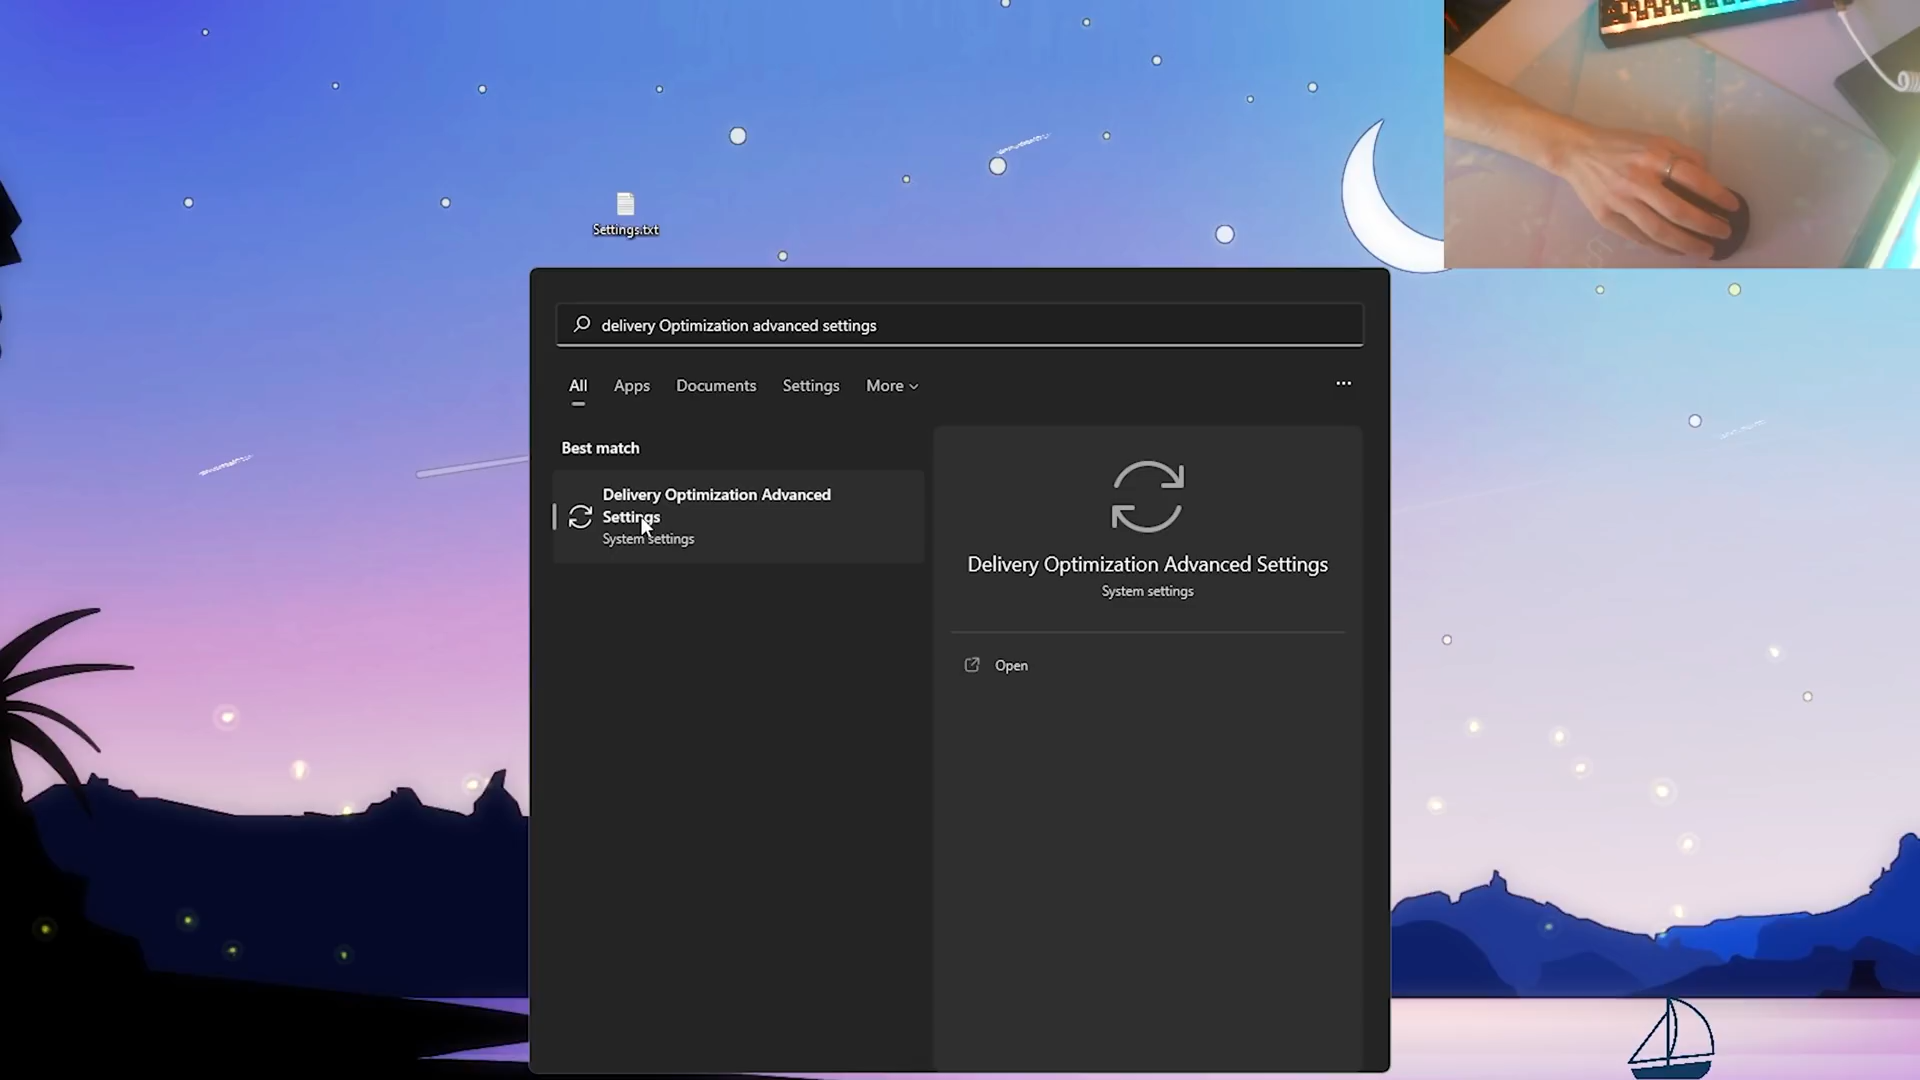 Settings.txt
delivery Optimization advanced settings
All Apps Documents Settings More
Best match
Delivery Optimization Advanced
Settings
System settings
Delivery Optimization Advanced Settings
System settings
Open